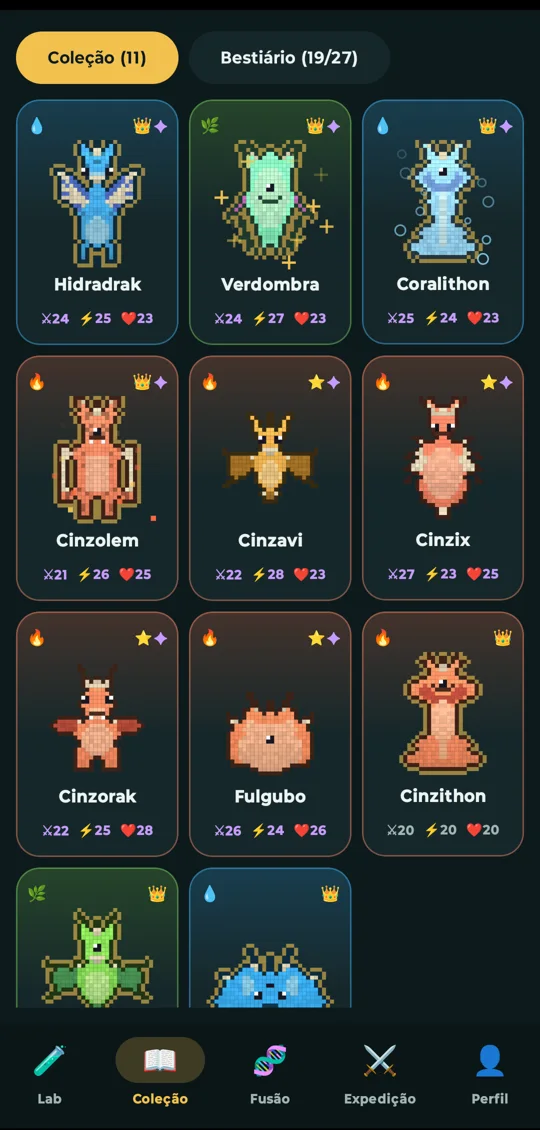 Coleção (11) Bestiário (19/27)
Hidradrak Verdombra Coralithon
24 25 23 24 27 23 25 24 23
Cinzolem Cinzavi Cinzix
21 26 25 22 28 23 27 23 25
Cinzorak Fulgubo Cinzithon
22 25 28 26 24 26 20 20 20
Lab Coleção Fusão Expedição Perfil